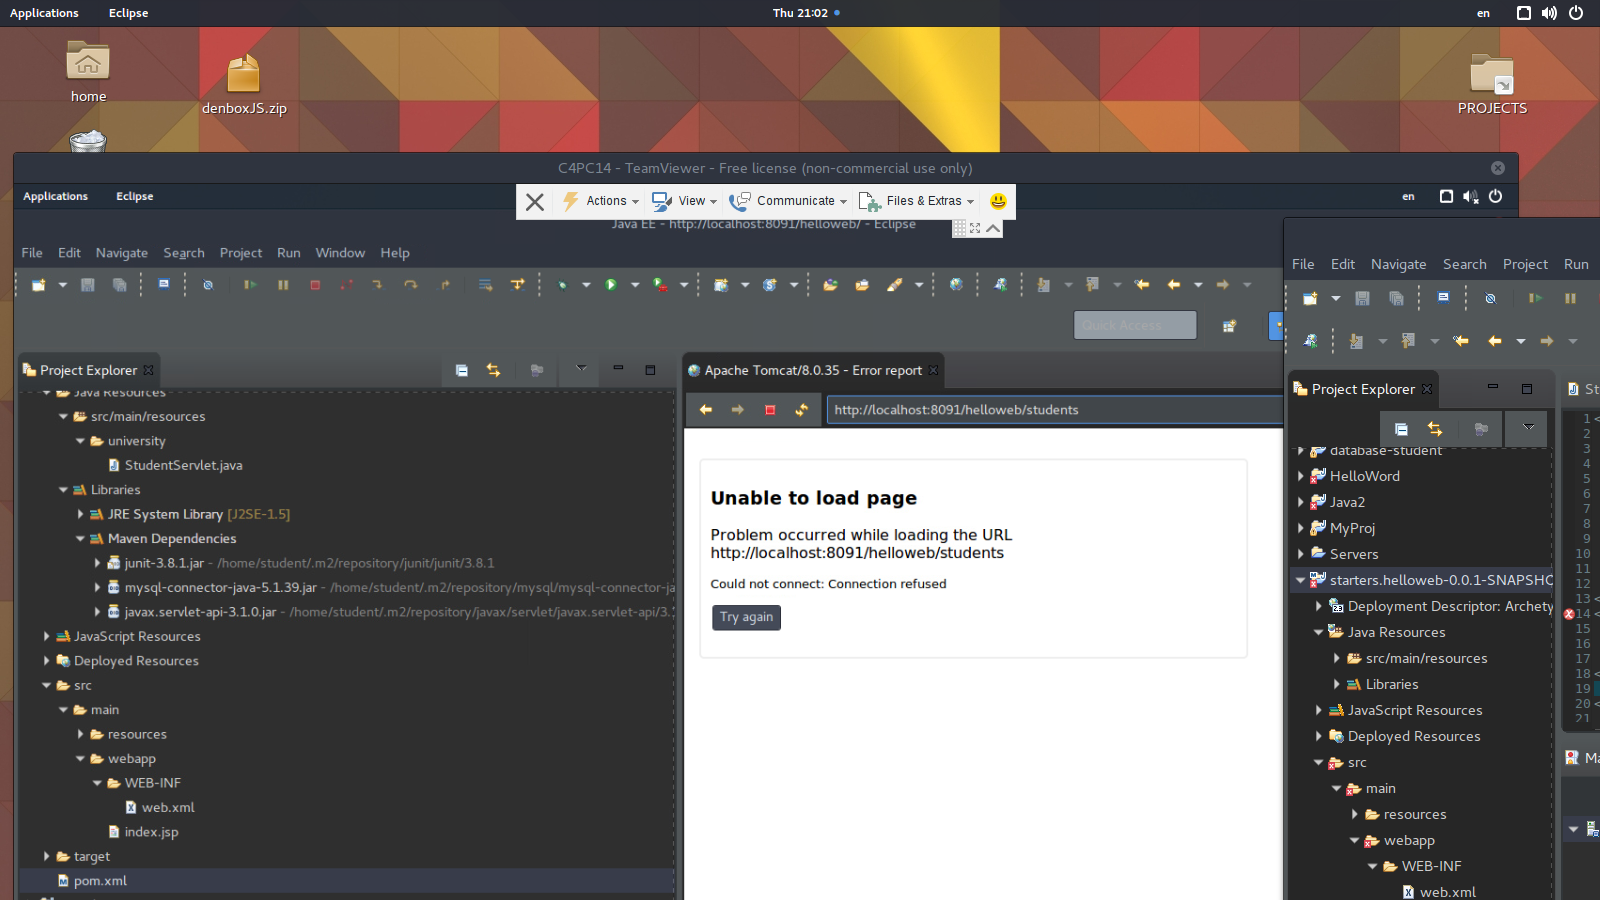 Applications Eclipse Thu 21:02 en
home
denboxJS.zip
PROJECTS
C4PC14 - TeamViewer - Free license (non-commercial use only)
Applications Eclipse en
Actions View Communicate Files & Extras
Java EE - http://localhost:8091/helloweb/ - Eclipse
File Edit Navigate Search Project Run Window Help
Quick Access
Project Explorer
Java Resources
src/main/resources
university
StudentServlet.java
Libraries
JRE System Library [J2SE-1.5]
Maven Dependencies
junit-3.8.1.jar - /home/student/.m2/repository/junit/junit/3.8.1
mysql-connector-java-5.1.39.jar - /home/student/.m2/repository/mysql/mysql-connector-ja
javax.servlet-api-3.1.0.jar - /home/student/.m2/repository/javax/servlet/javax.servlet-api/3.
JavaScript Resources
Deployed Resources
src
main
resources
webapp
WEB-INF
web.xml
index.jsp
target
pom.xml
Apache Tomcat/8.0.35 - Error report
http://localhost:8091/helloweb/students
Unable to load page
Problem occurred while loading the URL
http://localhost:8091/helloweb/students
Could not connect: Connection refused
Try again
File Edit Navigate Search Project Run
Project Explorer
database-student
HelloWord
Java2
MyProj
Servers
starters.helloweb-0.0.1-SNAPSHO
Deployment Descriptor: Archety
Java Resources
src/main/resources
Libraries
JavaScript Resources
Deployed Resources
src
main
resources
webapp
WEB-INF
web.xml
St
1
2
3
4
5
6
7
8
9
10
11
12
13
14
15
16
17
18
19
20
21
Ma